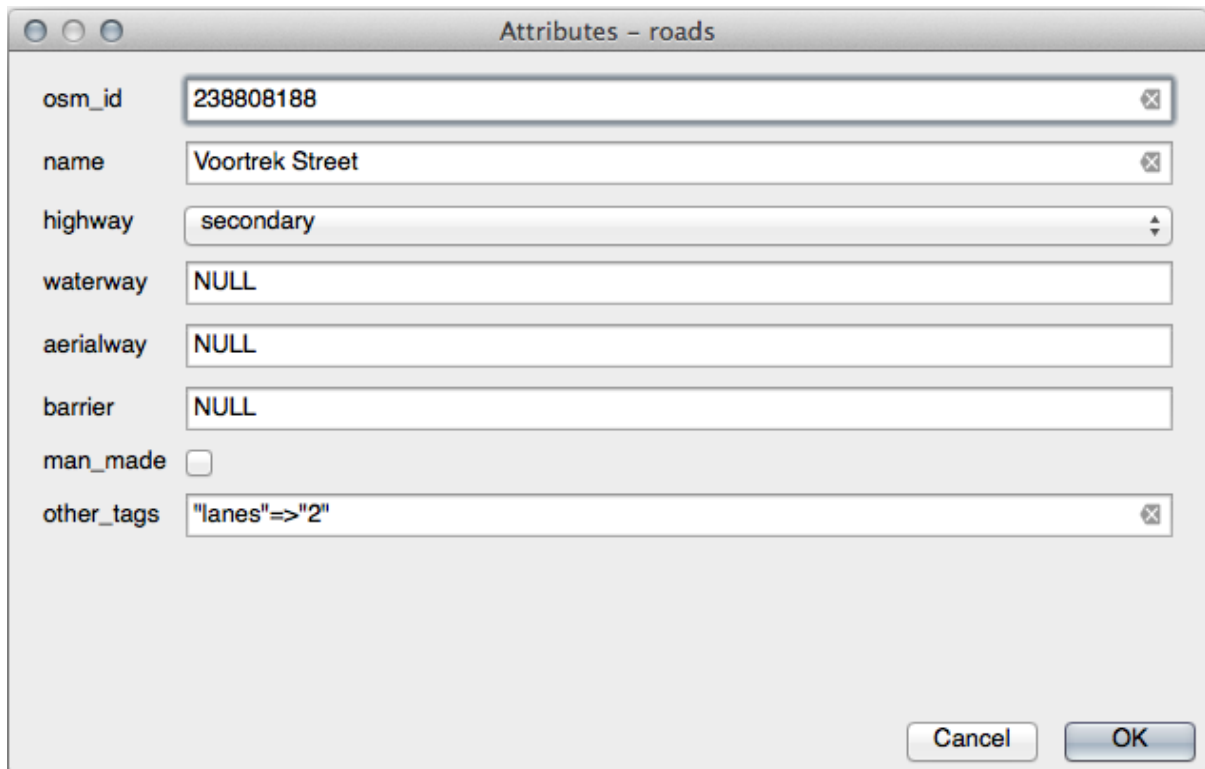 Attributes – roads
osm_id 238808188
name Voortrek Street
highway secondary
waterway NULL
aerialway NULL
barrier NULL
man_made
other_tags "lanes"=>"2"
Cancel OK